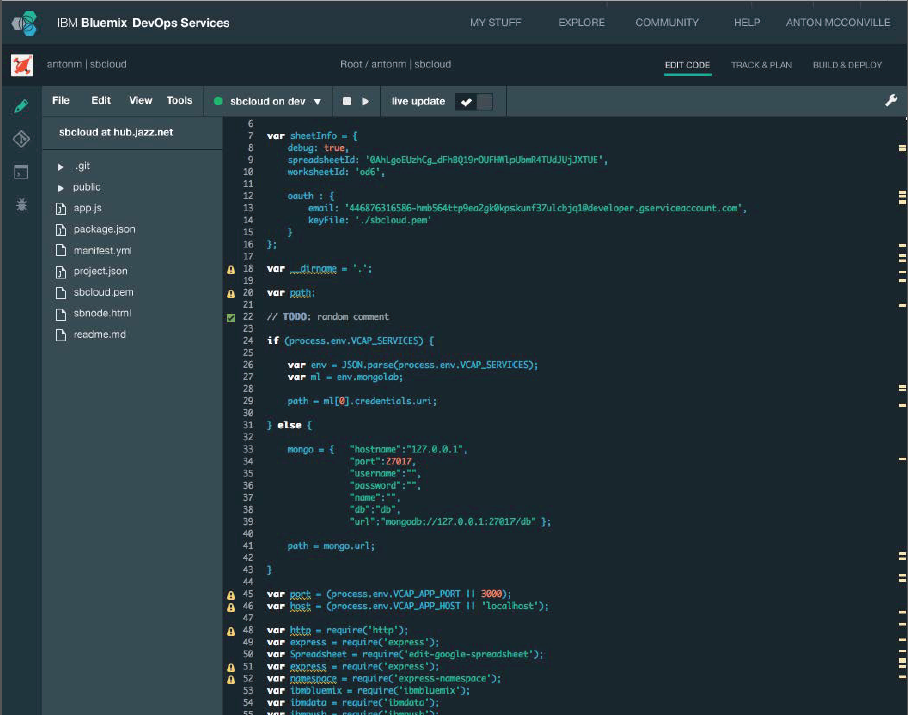 IBM Bluemix DevOps Services
MY STUFF
EXPLORE
COMMUNITY
HELP
ANTON MCCONVILLE
antonm | sbcloud
Root / antonm | sbcloud
EDIT CODE
TRACK & PLAN
BUILD & DEPLOY
File
Edit
View
Tools
sbcloud on dev
live update
sbcloud at hub.jazz.net
.git
public
app.js
package.json
manifest.yml
project.json
sbcloud.pem
sbnode.html
readme.md
6
7 var sheetInfo = {
8 debug: true,
9 spreadsheetId:
10 worksheetId: 'od6',
11
12 oauth : {
13 email:
14 keyFile: './sbcloud.pem'
15 }
16 };
17
18 var __dirname = '.';
19
20 var path;
21
22 // TODO: random comment
23
24 if (process.env.VCAP_SERVICES) {
25
26 var env = JSON.parse(process.env.VCAP_SERVICES);
27 var ml = env.mongolab;
28
29 path = ml[0].credentials.uri;
30
31 } else {
32
33 mongo = { "hostname":"127.0.0.1",
34 "port":27017,
35 "username":"",
36 "password":"",
37 "name":"",
38 "db":"db",
39 "url":"mongodb://127.0.0.1:27017/db" };
40
41 path = mongo.url;
42
43 }
44
45 var port = (process.env.VCAP_APP_PORT || 3000);
46 var host = (process.env.VCAP_APP_HOST || 'localhost');
47
48 var http = require('http');
49 var express = require('express');
50 var Spreadsheet = require('edit-google-spreadsheet');
51 var express = require('express');
52 var namespace = require('express-namespace');
53 var ibmbluemix = require('ibmbluemix');
54 var ibmdata = require('ibmdata');
55 var ibmpush = require('ibmpush');